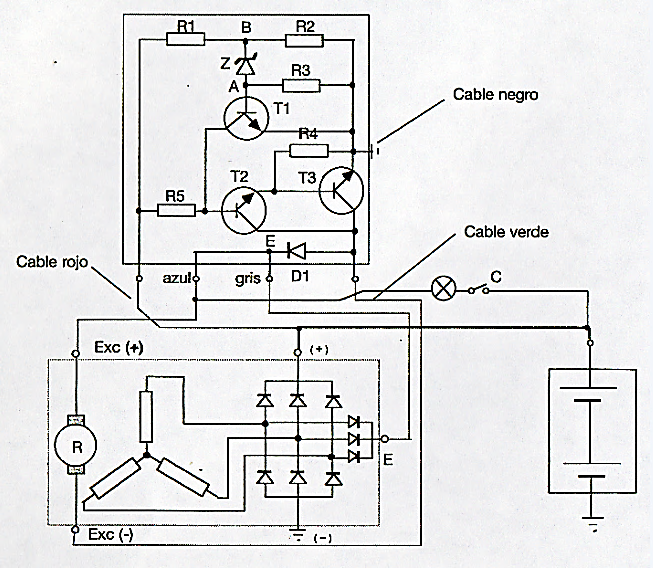 R1
B
R2
Z
R3
A
T1
Cable negro
R4
T2
T3
R5
Cable verde
E
Cable rojo
azul
gris
D1
C
Exc (+)
(+)
R
E
Exc (-)
(-)